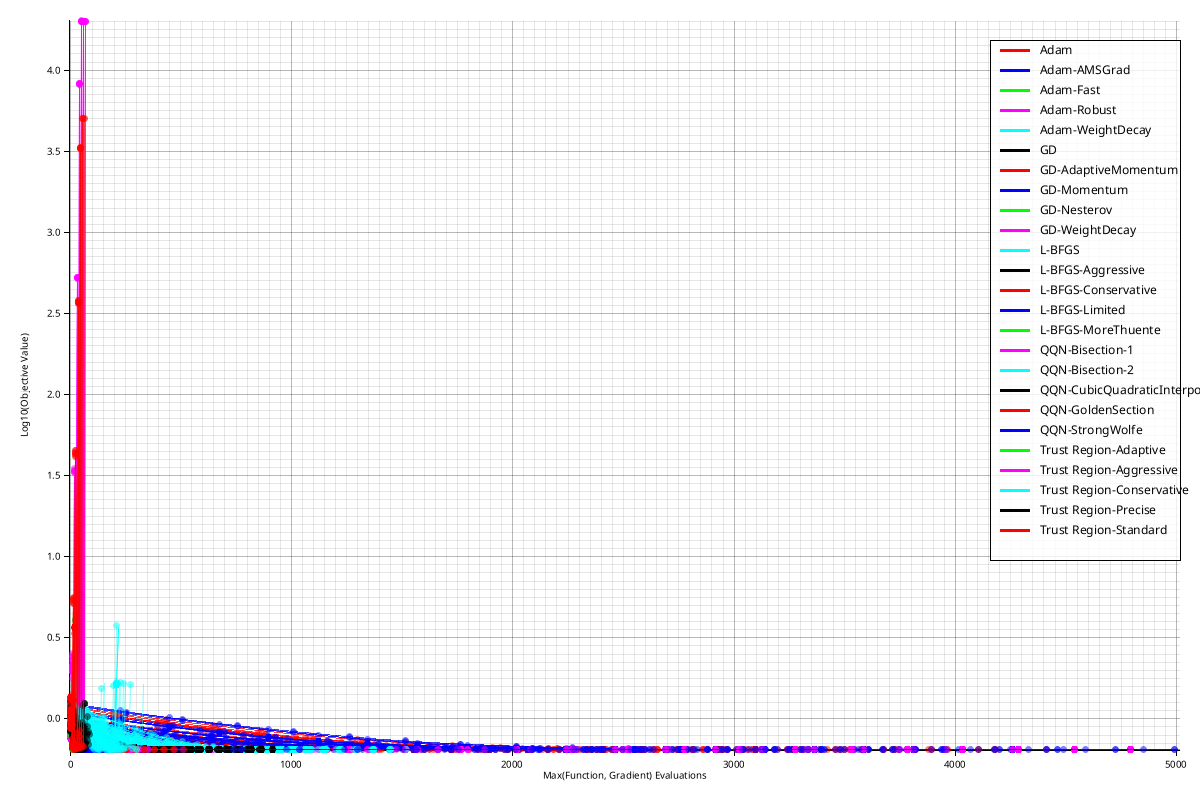 4.0
3.5
3.0
2.5
2.0
1.5
1.0
0.5
0.0
Log10(Objective Value)
0
1000
2000
3000
4000
5000
Max(Function, Gradient) Evaluations
Adam
Adam-AMSGrad
Adam-Fast
Adam-Robust
Adam-WeightDecay
GD
GD-AdaptiveMomentum
GD-Momentum
GD-Nesterov
GD-WeightDecay
L-BFGS
L-BFGS-Aggressive
L-BFGS-Conservative
L-BFGS-Limited
L-BFGS-MoreThuente
QQN-Bisection-1
QQN-Bisection-2
QQN-CubicQuadraticInterpo
QQN-GoldenSection
QQN-StrongWolfe
Trust Region-Adaptive
Trust Region-Aggressive
Trust Region-Conservative
Trust Region-Precise
Trust Region-Standard